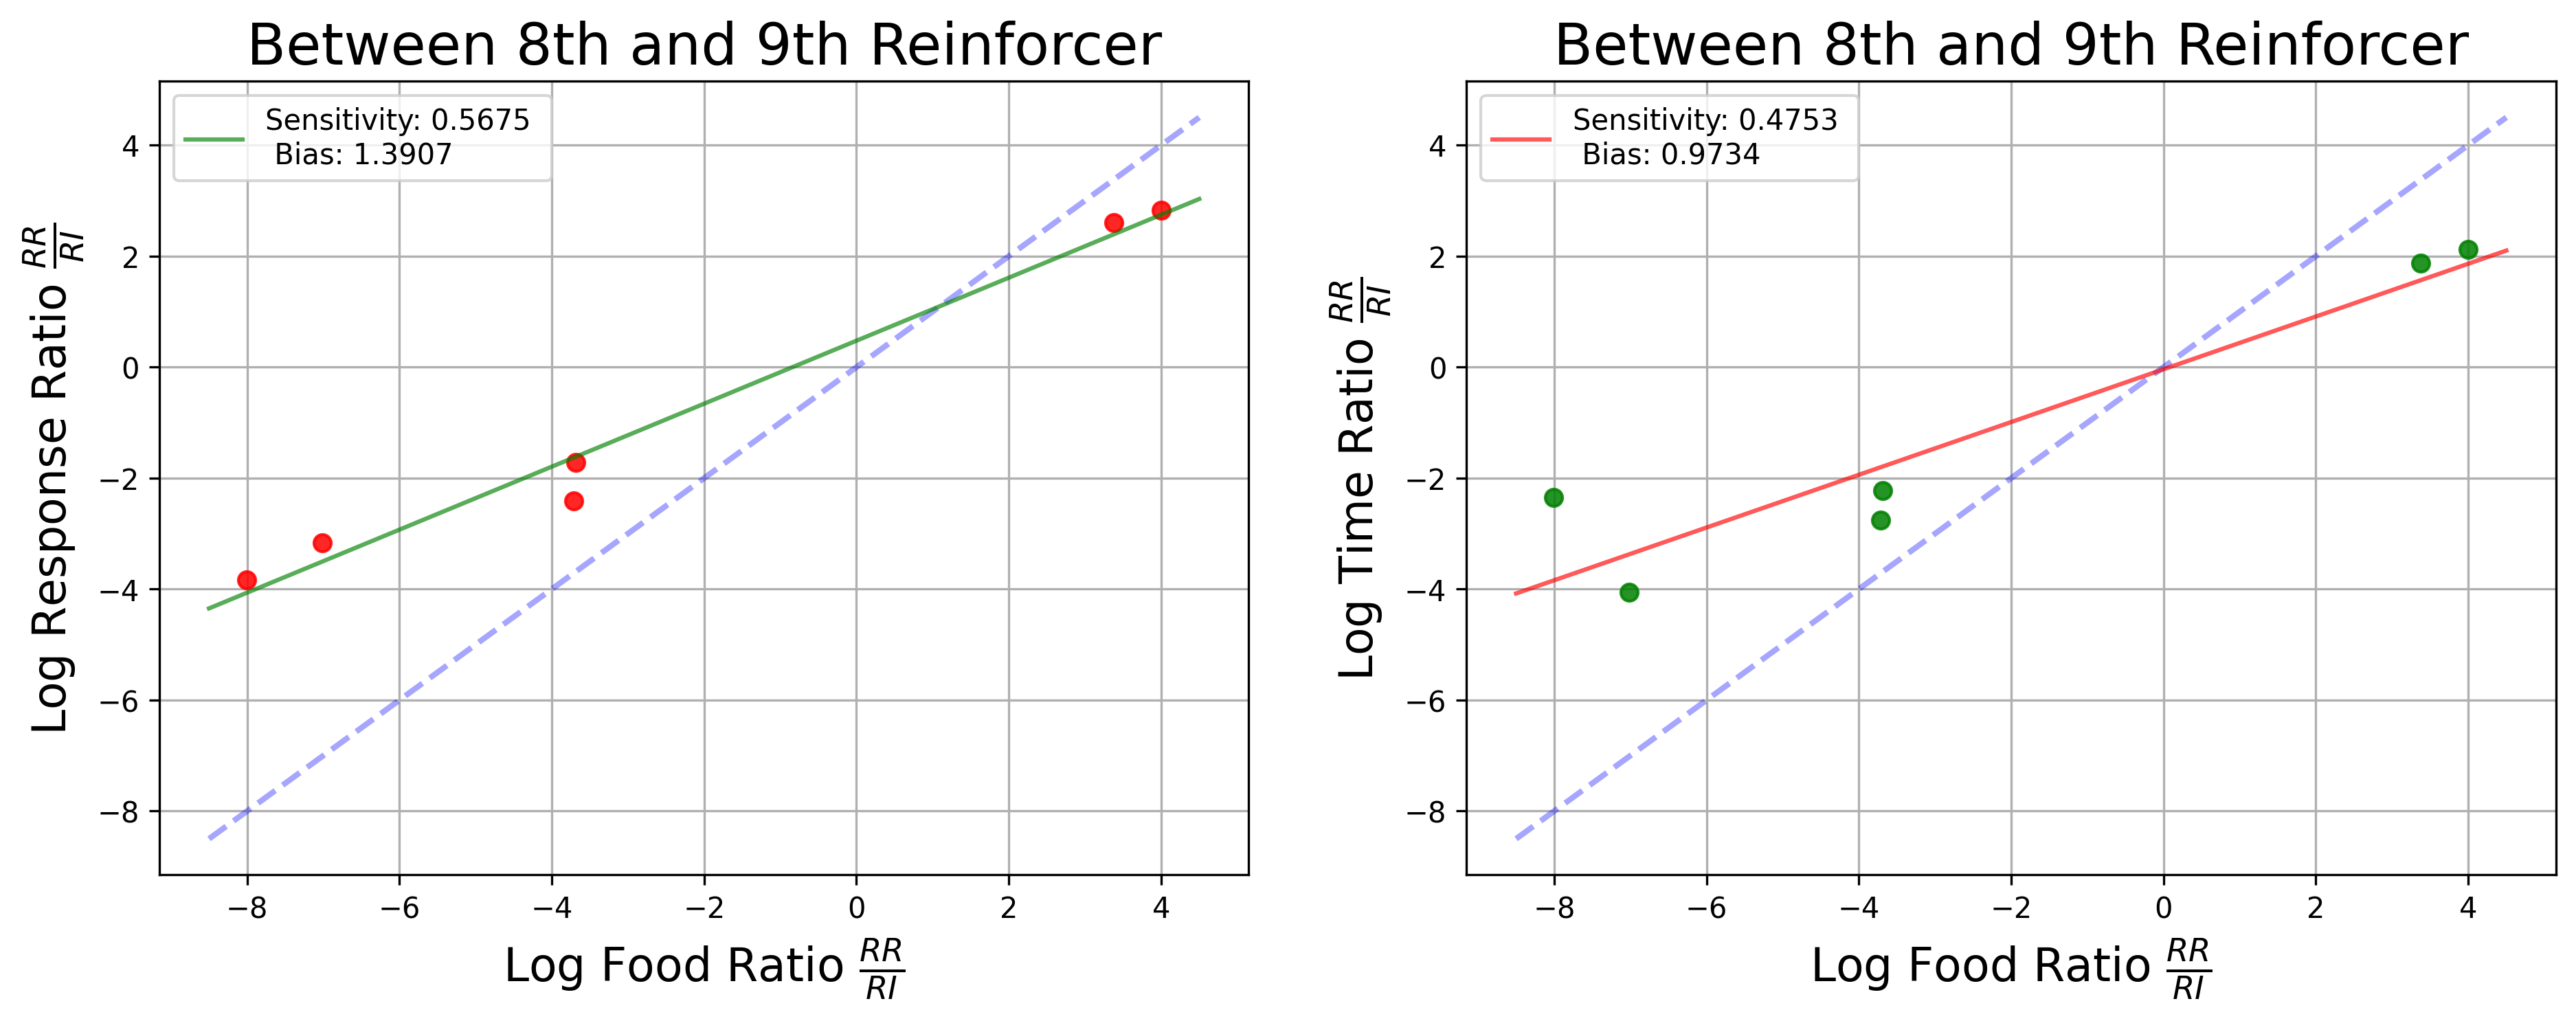 Between 8th and 9th Reinforcer
Sensitivity: 0.5675
Bias: 1.3907
Log Response Ratio RR/RI
4
2
0
−2
−4
−6
−8
−8 −6 −4 −2 0 2 4
Log Food Ratio RR/RI
Between 8th and 9th Reinforcer
Sensitivity: 0.4753
Bias: 0.9734
Log Time Ratio RR/RI
4
2
0
−2
−4
−6
−8
−8 −6 −4 −2 0 2 4
Log Food Ratio RR/RI